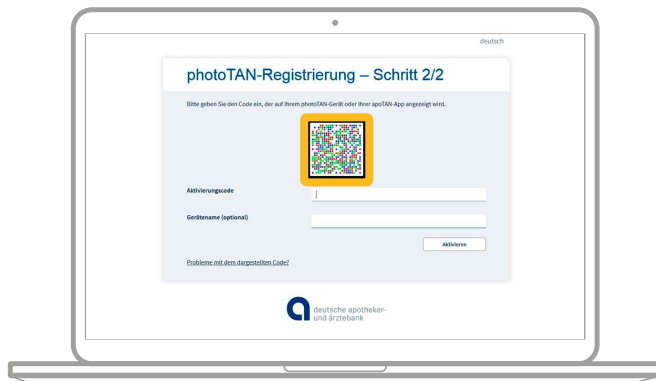 deutsch
photoTAN-Registrierung – Schritt 2/2
Bitte geben Sie den Code ein, der auf Ihrem photoTAN-Gerät oder Ihrer apoTAN-App angezeigt wird.
Aktivierungscode
Gerätename (optional)
Aktivieren
Probleme mit dem dargestellten Code?
deutsche apotheker-
und ärztebank